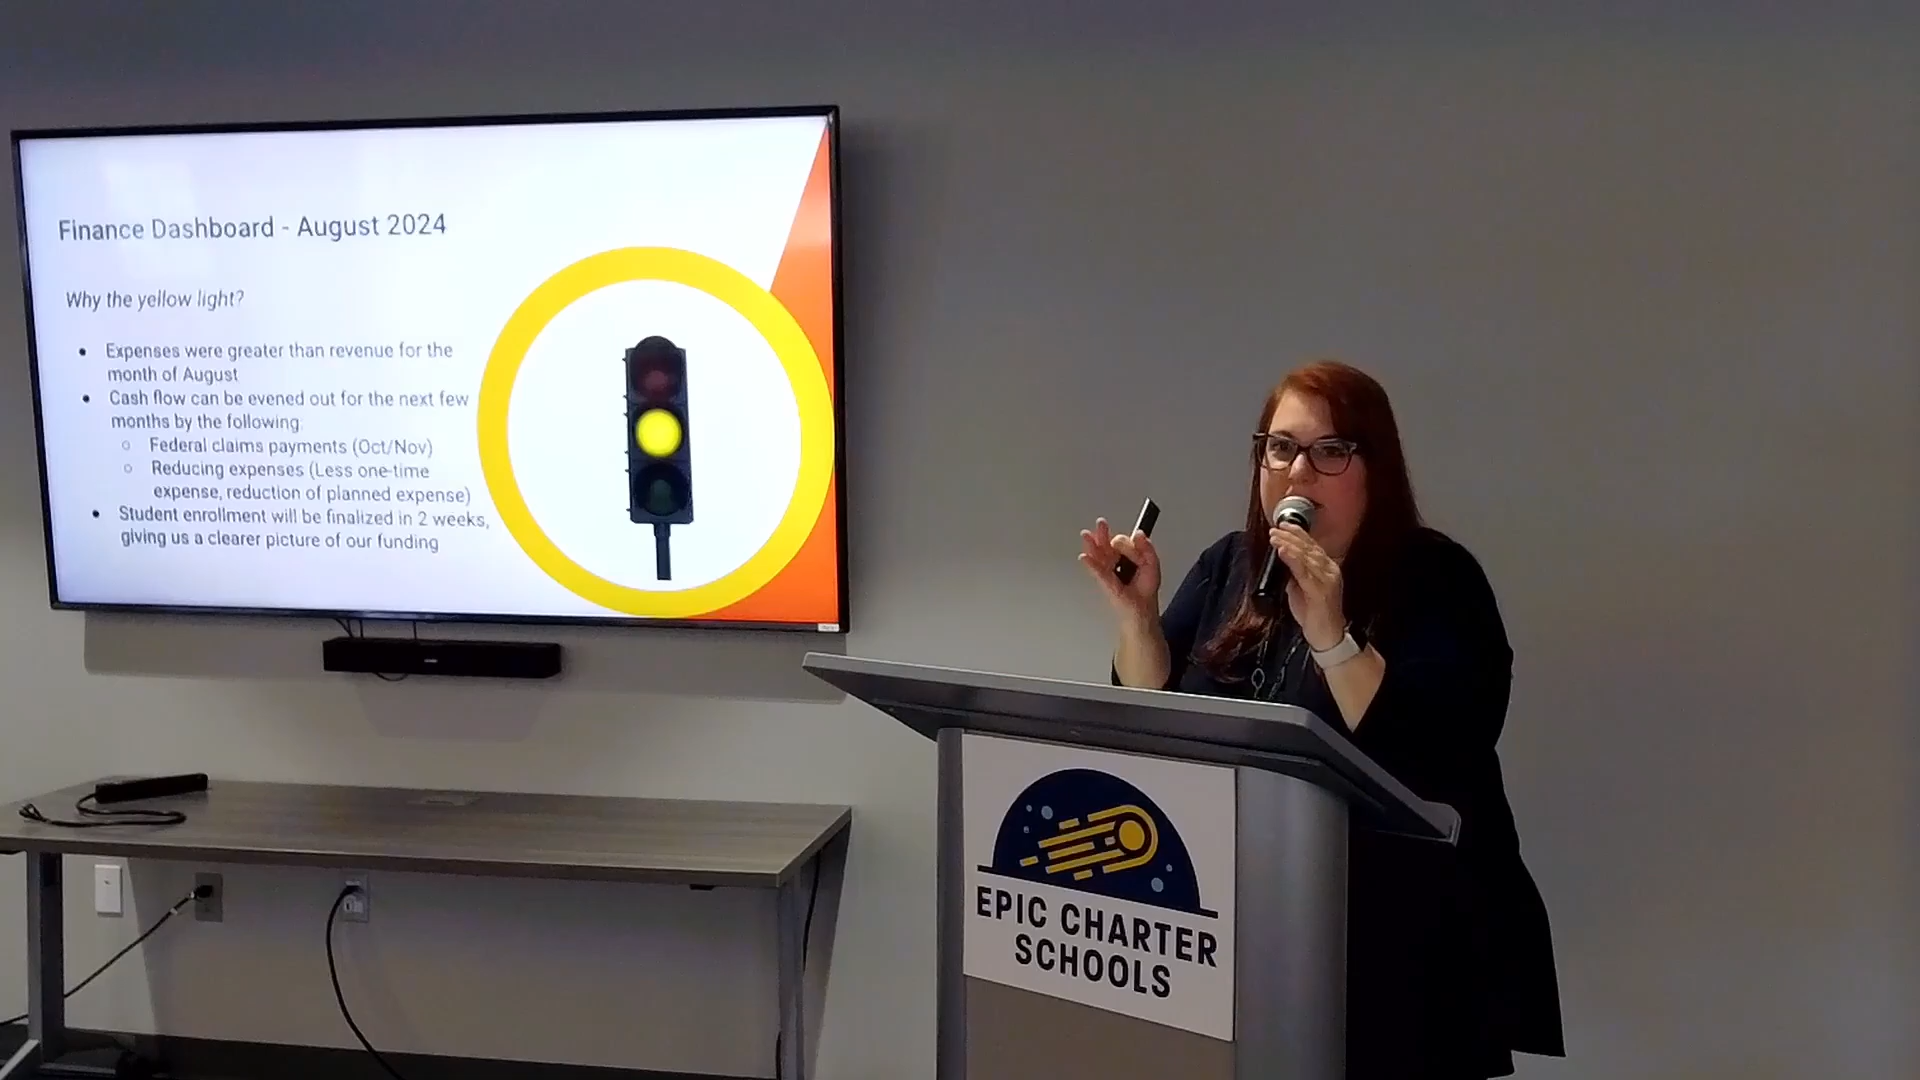 Finance Dashboard - August 2024
Why the yellow light?
● Expenses were greater than revenue for the
month of August
● Cash flow can be evened out for the next few
months by the following:
○ Federal claims payments (Oct/Nov)
○ Reducing expenses (Less one-time
expense, reduction of planned expense)
● Student enrollment will be finalized in 2 weeks,
giving us a clearer picture of our funding
EPIC CHARTER
SCHOOLS